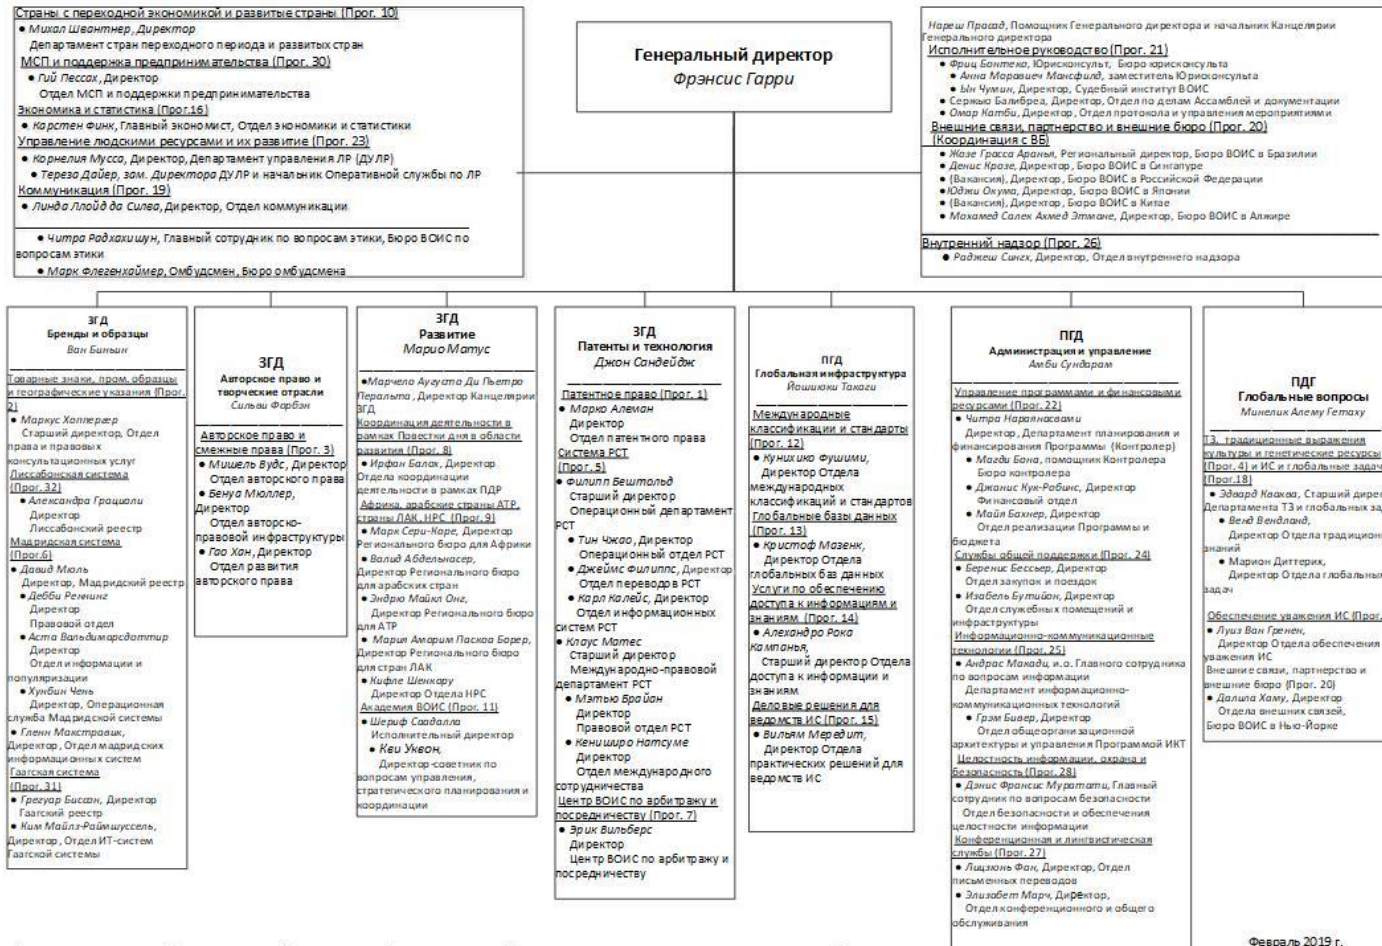 Страны с переходной экономикой и развитые страны (Прог. 10)
● Михал Швантнер, Директор
Департамент стран переходного периода и развитых стран
МСП и поддержка предпринимательства (Прог. 30)
● Гий Пессах, Директор
Отдел МСП и поддержки предпринимательства
Экономика и статистика (Прог.16)
● Карстен Финк, Главный экономист, Отдел экономики и статистики
Управление людскими ресурсами и их развитие (Прог. 23)
● Корнелия Мусса, Директор, Департамент управления ЛР (ДУЛР)
● Тереза Дайер, зам. Директора ДУЛР и начальник Оперативной службы по ЛР
Коммуникация (Прог. 19)
● Линда Ллойд да Силва, Директор, Отдел коммуникации
● Читра Радхакишун, Главный сотрудник по вопросам этики, Бюро ВОИС по
вопросам этики
● Марк Флегенхаймер, Омбудсмен, Бюро омбудсмена
Генеральный директор
Фрэнсис Гарри
Нареш Прасад, Помощник Генерального директора и начальник Канцелярии
Генерального директора
Исполнительное руководство (Прог. 21)
● Фриц Бонтеко, Юрисконсульт, Бюро юрисконсульта
● Анна Моравиеч Мансфилд, заместитель Юрисконсульта
● Ын Чумин, Директор, Судебный институт ВОИС
● Сержью Балибреа, Директор, Отдел по делам Ассамблей и документации
● Омар Катби, Директор, Отдел протокола и управления мероприятиями
Внешние связи, партнерство и внешние бюро (Прог. 20)
(Координация с ВБ)
● Жозе Грасса Аранья, Региональный директор, Бюро ВОИС в Бразилии
● Денис Крозе, Директор, Бюро ВОИС в Сингапуре
● (Вакансия), Директор, Бюро ВОИС в Российской Федерации
● Юджи Окума, Директор, Бюро ВОИС в Японии
● (Вакансия), Директор, Бюро ВОИС в Китае
● Мохамед Салек Ахмед Этмане, Директор, Бюро ВОИС в Алжире
Внутренний надзор (Прог. 26)
● Раджеш Сингх, Директор, Отдел внутреннего надзора
ЗГД
Бренды и образцы
Ван Биньин
Товарные знаки, пром. образцы
и географические указания (Прог.
2)
● Маркус Хоппергер
Старший директор, Отдел
права и правовых
консультационных услуг
Лиссабонская система
(Прог. 32)
● Александра Грациоли
Директор
Лиссабонский реестр
Мадридская система
(Прог.6)
● Давид Мюль
Директор, Мадридский реестр
● Дебби Реннинг
Директор
Правовой отдел
● Аста Вальдимарсдоттир
Директор
Отдел информации и
популяризации
● Хунбин Чень
Директор, Операционная
служба Мадридской системы
● Гленн Макстравик,
Директор, Отдел мадридских
информационных систем
Гаагская система
(Прог. 31)
● Грегуар Биссон, Директор
Гаагский реестр
● Ким Майлз-Раймшуссель,
Директор, Отдел ИТ-систем
Гаагской системы
ЗГД
Авторское право и
творческие отрасли
Сильви Форбэн
Авторское право и
смежные права (Прог. 3)
● Мишель Вудс, Директор
Отдел авторского права
● Бенуа Мюллер,
Директор
Отдел авторско-
правовой инфраструктуры
● Гао Хан, Директор
Отдел развития
авторского права
ЗГД
Развитие
Марио Матус
●Марчело Аугуста Ди Пьетро
Перальта, Директор Канцелярии
ЗГД
Координация деятельности в
рамках Повестки дня в области
развития (Прог. 8)
● Ирфан Балох, Директор
Отдела координации
деятельности в рамках ПДР
Африка, арабские страны АТР,
страны ЛАК, НРС (Прог. 9)
● Марк Сери-Коре, Директор
Регионального бюро для Африки
● Валид Абдельнасер,
Директор Регионального бюро
для арабских стран
● Эндрю Майкл Онг,
Директор Регионального бюро
для АТР
● Мария Аморим Паскоа Борер,
Директор Регионального бюро
для стран ЛАК
● Кифле Шенкору
Директор Отдела НРС
Академия ВОИС (Прог. 11)
● Шериф Саадалла
Исполнительный директор
● Кви Уквон,
Директор-советник по
вопросам управления,
стратегического планирования и
координации
ЗГД
Патенты и технология
Джон Сандейдж
Патентное право (Прог. 1)
● Марко Алеман
Директор
Отдел патентного права
Система РСТ
(Прог. 5)
● Филипп Бештольд
Старший директор
Операционный департамент
РСТ
● Тин Чжао, Директор
Операционный отдел РСТ
● Джеймс Филиппс, Директор
Отдел переводов РСТ
● Карл Калейс, Директор
Отдел информационных
систем РСТ
● Клаус Матес
Старший директор
Международно-правовой
департамент РСТ
● Мэтью Брайан
Директор
Правовой отдел РСТ
● Кениширо Натсуме
Директор
Отдел международного
сотрудничества
Центр ВОИС по арбитражу и
посредничеству (Прог. 7)
● Эрик Вильберс
Директор
Центр ВОИС по арбитражу и
посредничеству
ПГД
Глобальная инфраструктура
Йошиюки Такаги
Международные
классификации и стандарты
(Прог. 12)
● Кунихико Фушими,
Директор Отдела
международных
классификаций и стандартов
Глобальные базы данных
(Прог. 13)
● Кристоф Мазенк,
Директор Отдела
глобальных баз данных
Услуги по обеспечению
доступа к информациям и
знаниям (Прог. 14)
● Алехандро Рока
Кампанья,
Старший директор Отдела
доступа к информации и
знаниям
Деловые решения для
ведомств ИС (Прог. 15)
● Вильям Мередит,
Директор Отдела
практических решений для
ведомств ИС
ПГД
Администрация и управление
Амби Сундарам
Управление программами и финансовыми
ресурсами (Прог. 22)
● Читра Нараянасвами
Директор, Департамент планирования и
финансирования Программы (Контролер)
● Магди Бона, помощник Контролера
Бюро контролера
● Джанис Кук-Робинс, Директор
Финансовый отдел
● Майя Бахнер, Директор
Отдел реализации Программы и
бюджета
Службы общей поддержки (Прог. 24)
● Беренис Бессьер, Директор
Отдел закупок и поездок
● Изабель Бутийон, Директор
Отдел служебных помещений и
инфраструктуры
Информационно-коммуникационные
технологии (Прог. 25)
● Андрас Макади, и.о. Главного сотрудника
по вопросам информации
Департамент информационно-
коммуникационных технологий
● Грэм Бивер, Директор
Отдел общеорганизационной
архитектуры и управления Программой ИКТ
Целостность информации, охрана и
безопасность (Прог. 28)
● Дэнис Франсис Муратати, Главный
сотрудник по вопросам безопасности
Отдел безопасности и обеспечения
целостности информации
Конференционная и лингвистическая
службы (Прог. 27)
● Лицзюнь Фан, Директор, Отдел
письменных переводов
● Элизабет Марч, Директор,
Отдел конференционного и общего
обслуживания
ПДГ
Глобальные вопросы
Минелик Алему Гетаху
ТЗ, традиционные выражения
культуры и генетические ресурсы
(Прог. 4) и ИС и глобальные задач
(Прог.18)
● Эдвард Кваква, Старший дирек
Департамента ТЗ и глобальных зад
● Венд Вендланд,
Директор Отдела традицион
знаний
● Марион Диттерих,
Директор Отдела глобальных
задач
Обеспечение уважения ИС (Прог.
● Луиз Ван Гренен,
Директор Отдела обеспечения
уважения ИС
Внешние связи, партнерство и
внешние бюро (Прог. 20)
● Далила Хаму, Директор
Отдела внешних связей,
Бюро ВОИС в Нью-Йорке
Февраль 2019 г.